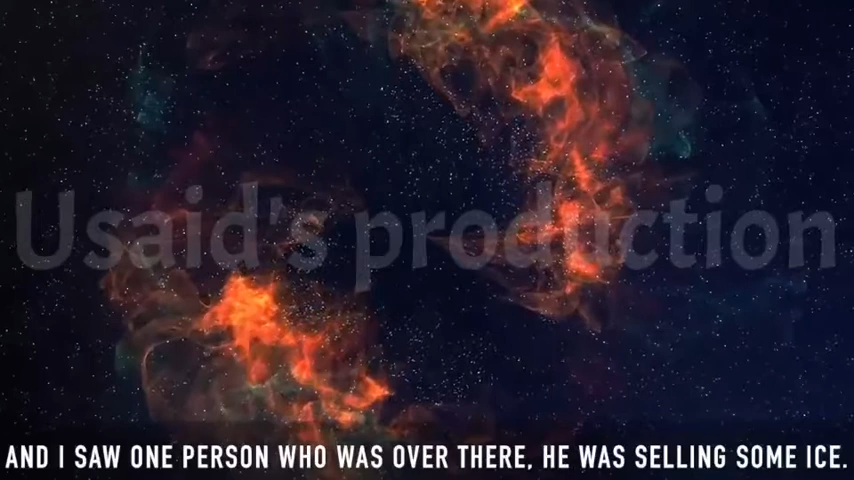 Usaid's production
AND I SAW ONE PERSON WHO WAS OVER THERE, HE WAS SELLING SOME ICE.